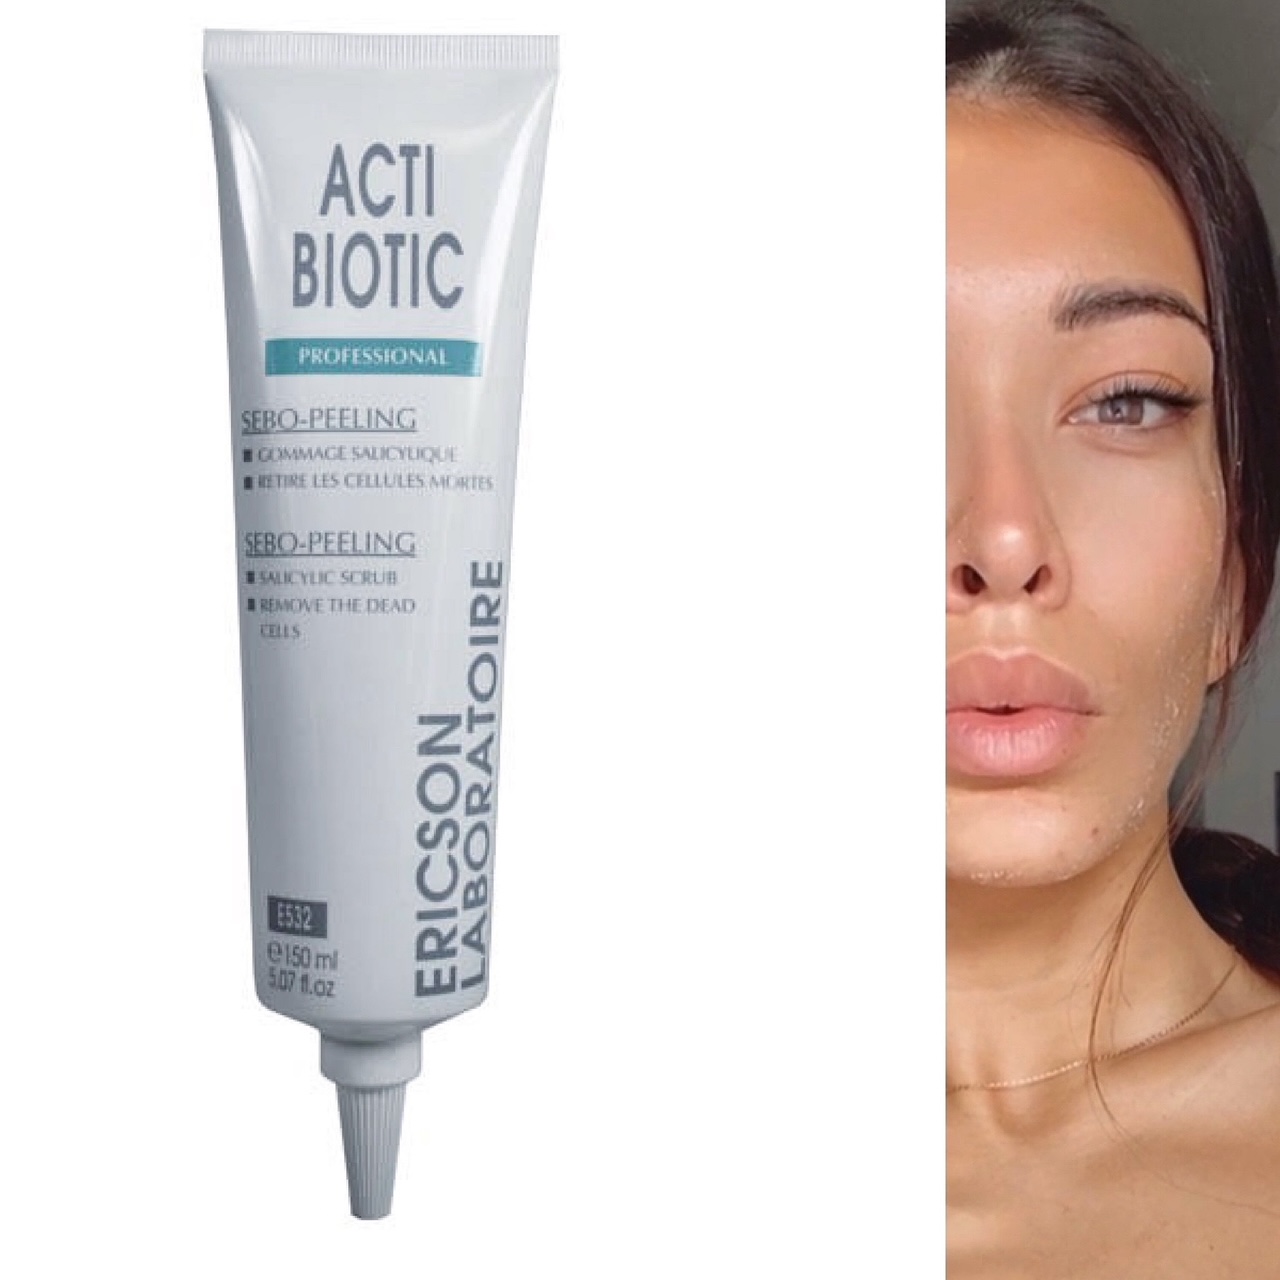 ACTI
BIOTIC
PROFESSIONAL
SEBO-PEELING
■ GOMMAGE SALICYLIQUE
■ RETIRE LES CELLULES MORTES
SEBO-PEELING
■ SALICYLIC SCRUB
■ REMOVE THE DEAD
CELLS
ERICSON
LABORATOIRE
E532
℮150 ml
5.07 fl.oz